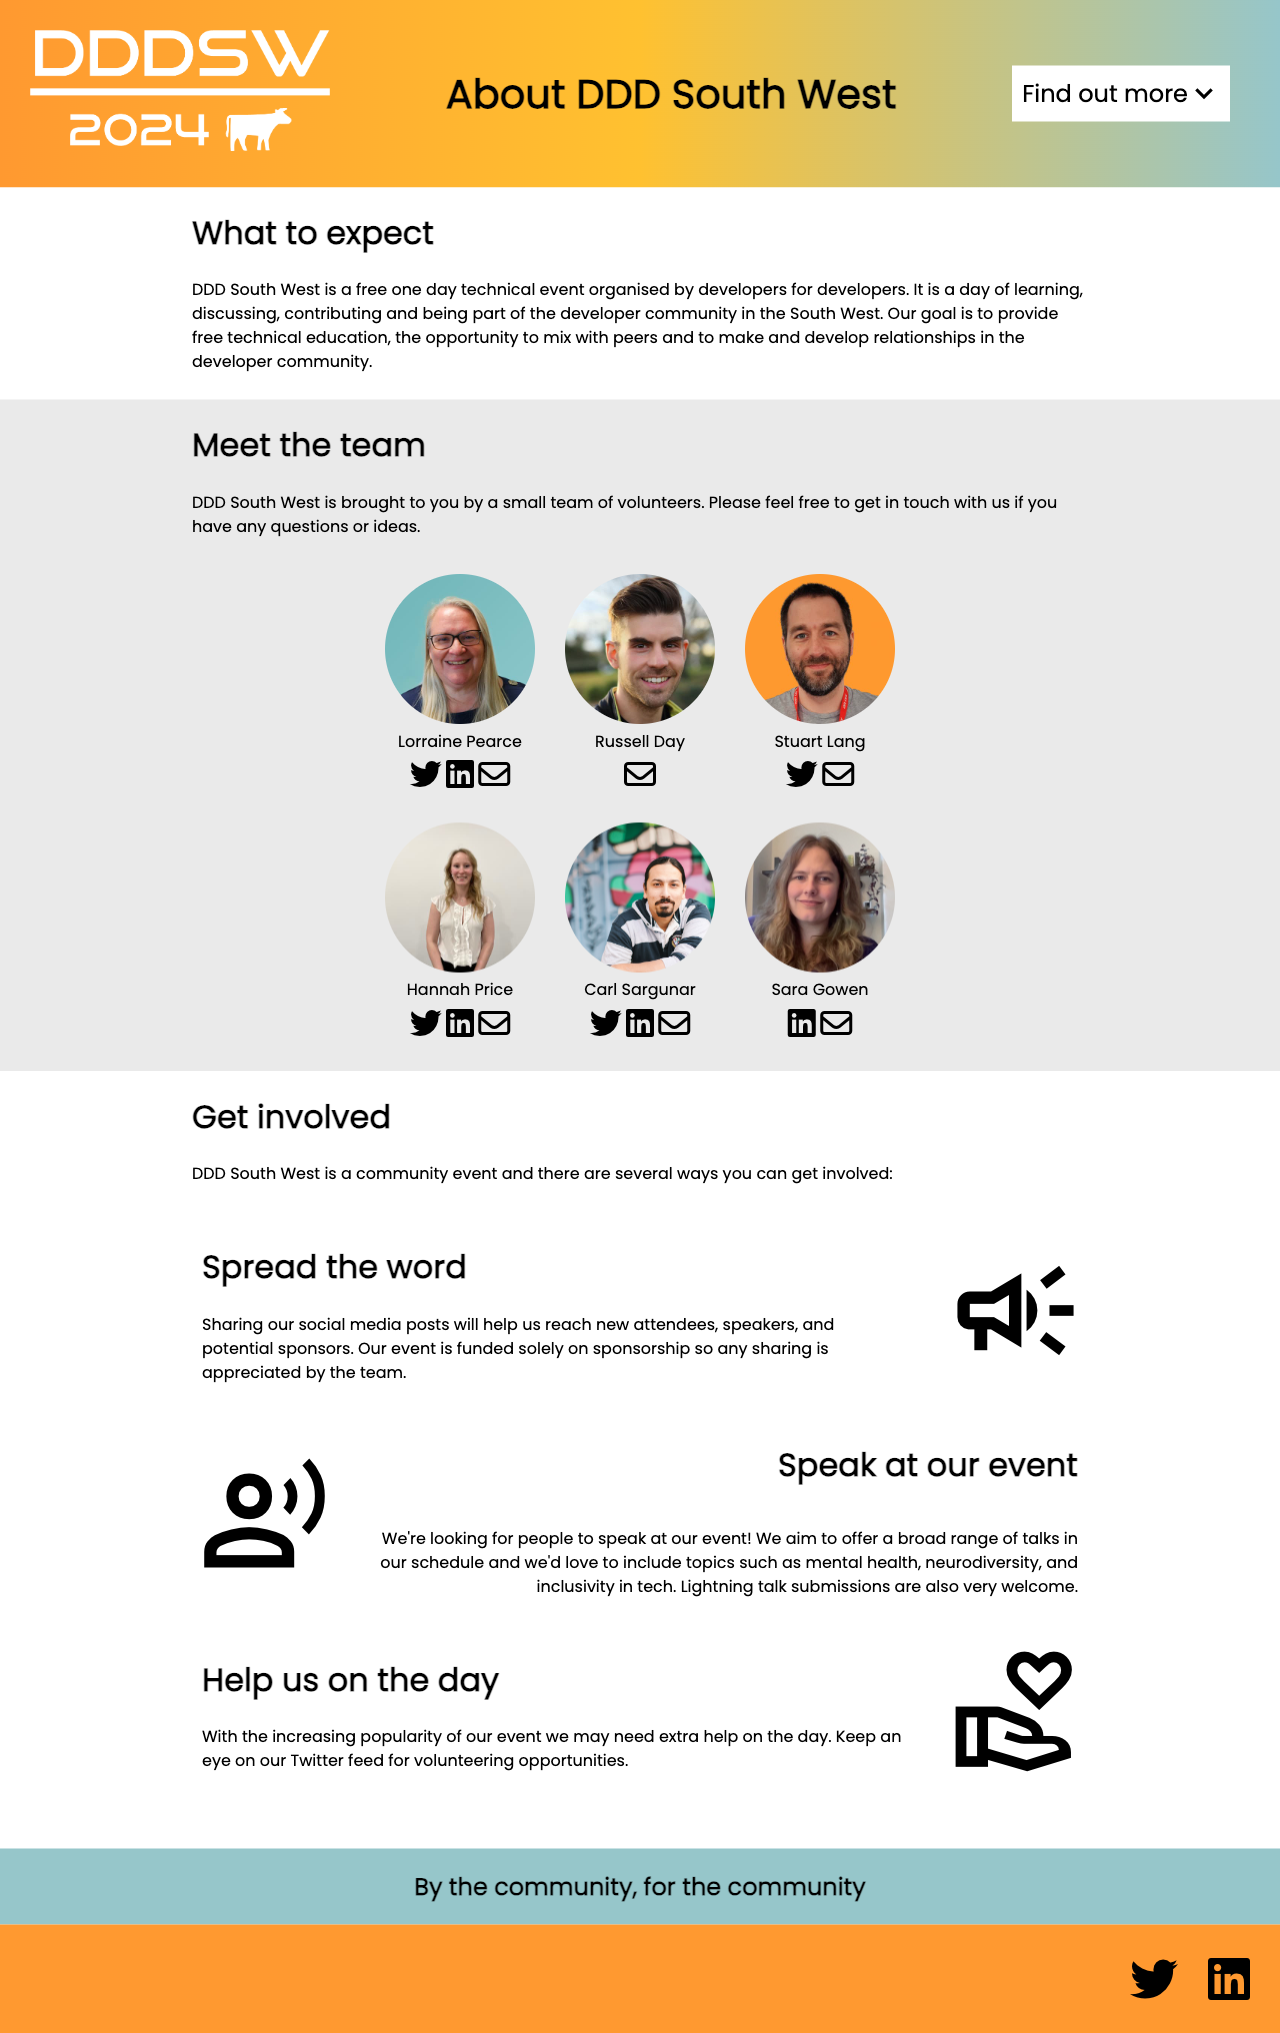 DDDSW
2024
About DDD South West
Find out more
What to expect
DDD South West is a free one day technical event organised by developers for developers. It is a day of learning,
discussing, contributing and being part of the developer community in the South West. Our goal is to provide
free technical education, the opportunity to mix with peers and to make and develop relationships in the
developer community.
Meet the team
DDD South West is brought to you by a small team of volunteers. Please feel free to get in touch with us if you
have any questions or ideas.
Lorraine Pearce
Russell Day
Stuart Lang
Hannah Price
Carl Sargunar
Sara Gowen
Get involved
DDD South West is a community event and there are several ways you can get involved:
Spread the word
Sharing our social media posts will help us reach new attendees, speakers, and
potential sponsors. Our event is funded solely on sponsorship so any sharing is
appreciated by the team.
Speak at our event
We're looking for people to speak at our event! We aim to offer a broad range of talks in
our schedule and we'd love to include topics such as mental health, neurodiversity, and
inclusivity in tech. Lightning talk submissions are also very welcome.
Help us on the day
With the increasing popularity of our event we may need extra help on the day. Keep an
eye on our Twitter feed for volunteering opportunities.
By the community, for the community